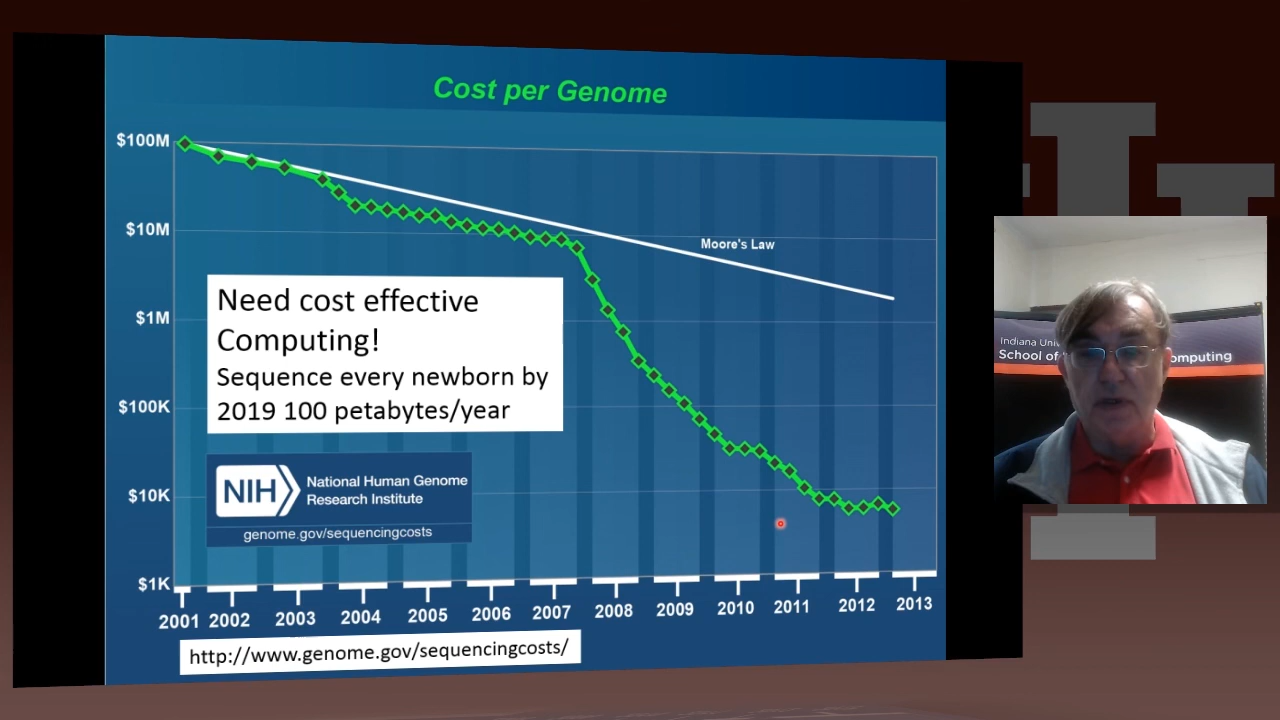 Cost per Genome
$100M
$10M
$1M
$100K
$10K
$1K
Moore's Law
Need cost effective
Computing!
Sequence every newborn by
2019 100 petabytes/year
NIH
National Human Genome
Research Institute
genome.gov/sequencingcosts
2001 2002 2003 2004 2005 2006 2007 2008 2009 2010 2011 2012 2013
http://www.genome.gov/sequencingcosts/
Indiana
School of
omputing